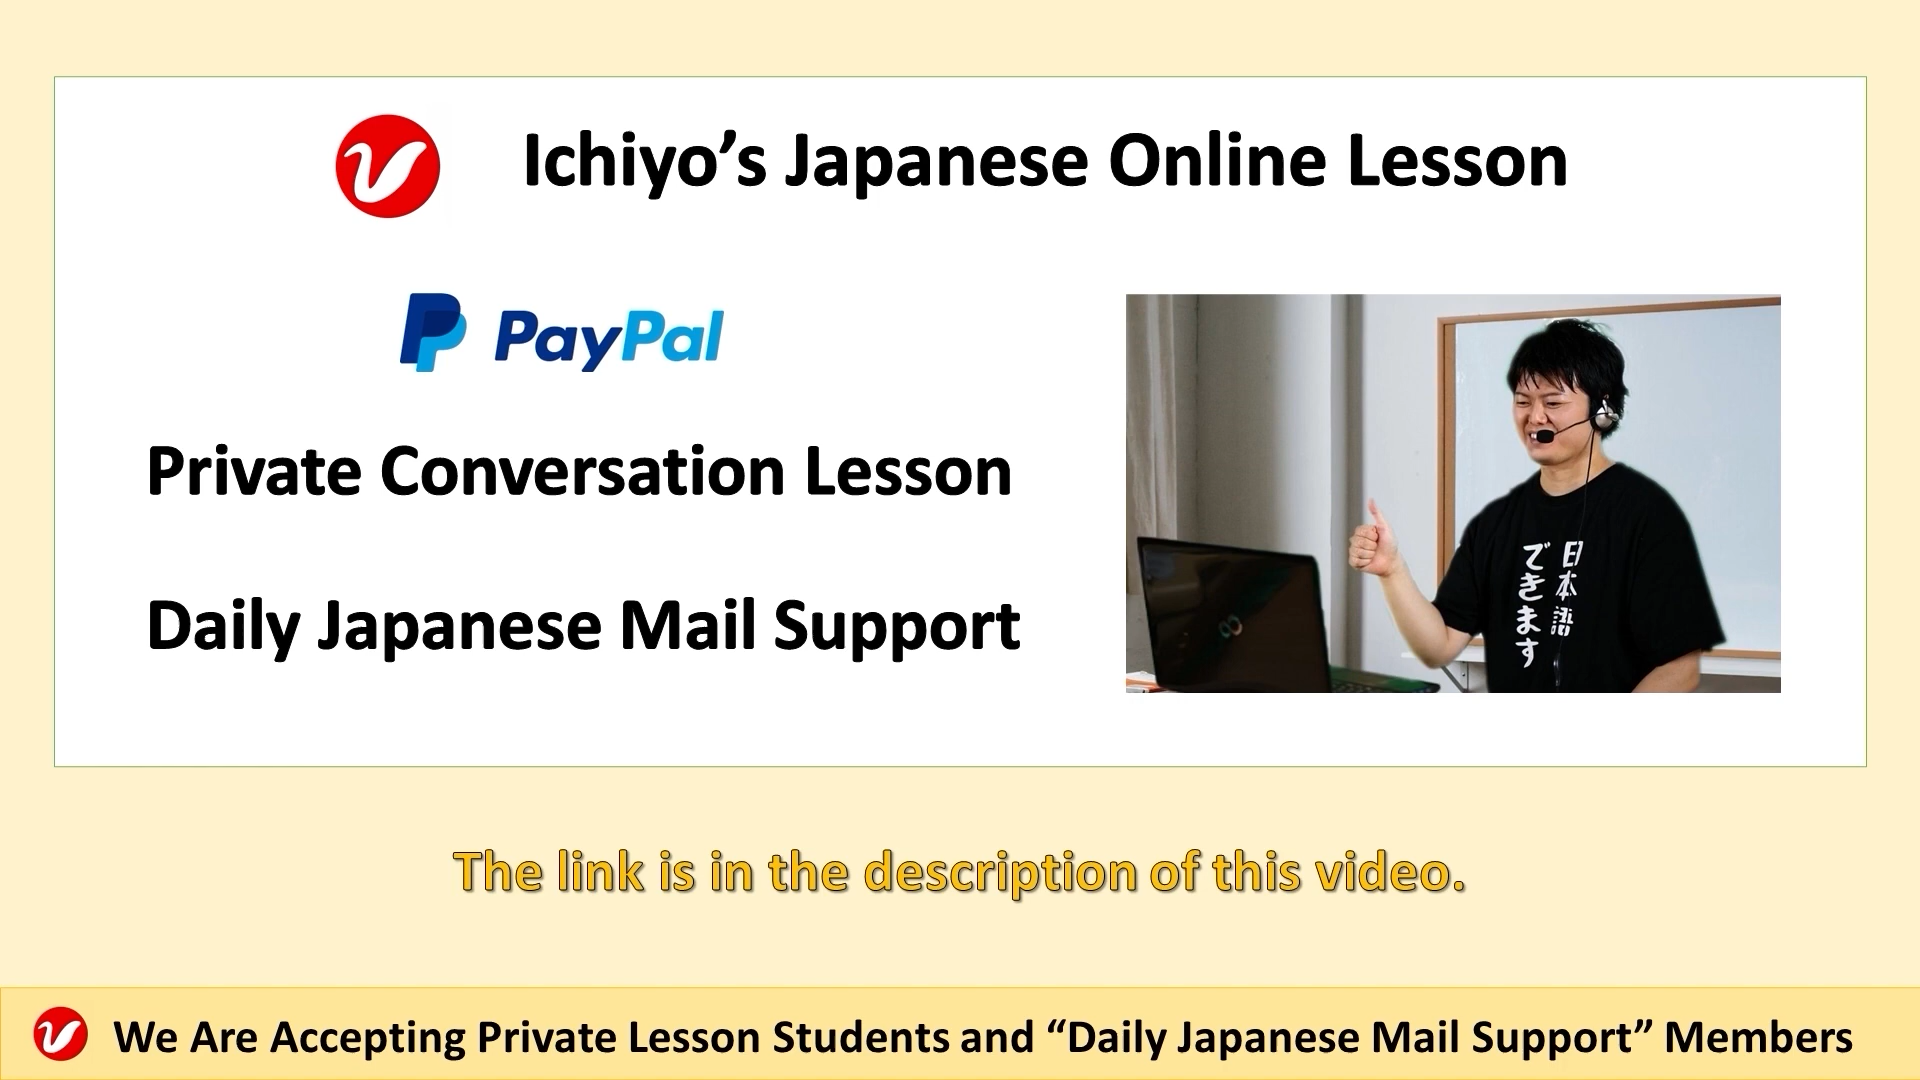 Ichiyo’s Japanese Online Lesson
PayPal
Private Conversation Lesson
Daily Japanese Mail Support
日本語
できます
The link is in the description of this video.
We Are Accepting Private Lesson Students and “Daily Japanese Mail Support” Members